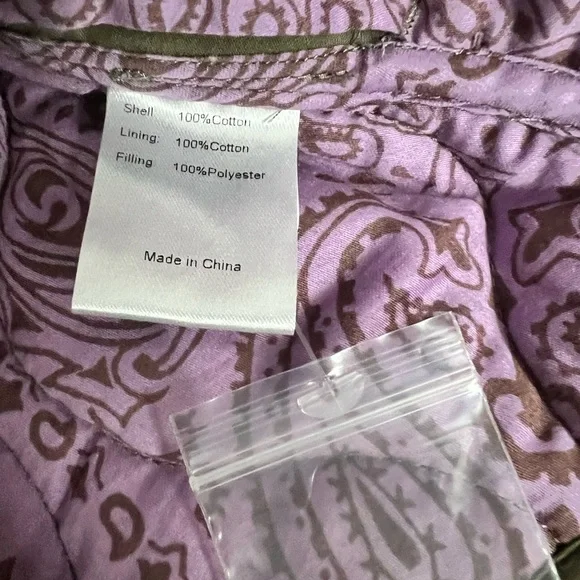 Shell 100%Cotton
Lining: 100%Cotton
Filling 100%Polyester
Made in China